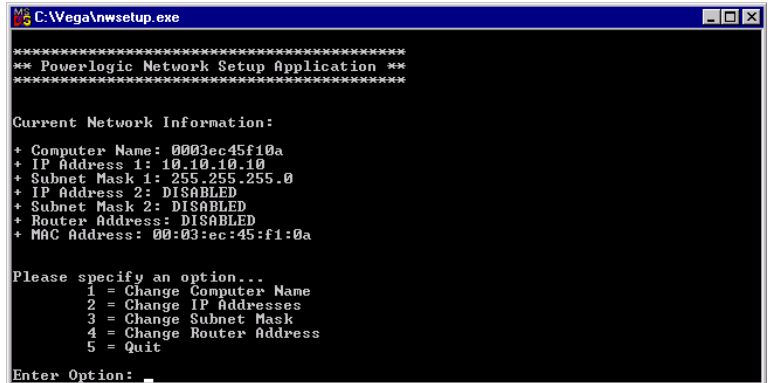 MS DOS C:\Vega\nwsetup.exe
******************************************
** Powerlogic Network Setup Application **
******************************************
Current Network Information:
+ Computer Name: 0003ec45f10a
+ IP Address 1: 10.10.10.10
+ Subnet Mask 1: 255.255.255.0
+ IP Address 2: DISABLED
+ Subnet Mask 2: DISABLED
+ Router Address: DISABLED
+ MAC Address: 00:03:ec:45:f1:0a
Please specify an option...
1 = Change Computer Name
2 = Change IP Addresses
3 = Change Subnet Mask
4 = Change Router Address
5 = Quit
Enter Option: _